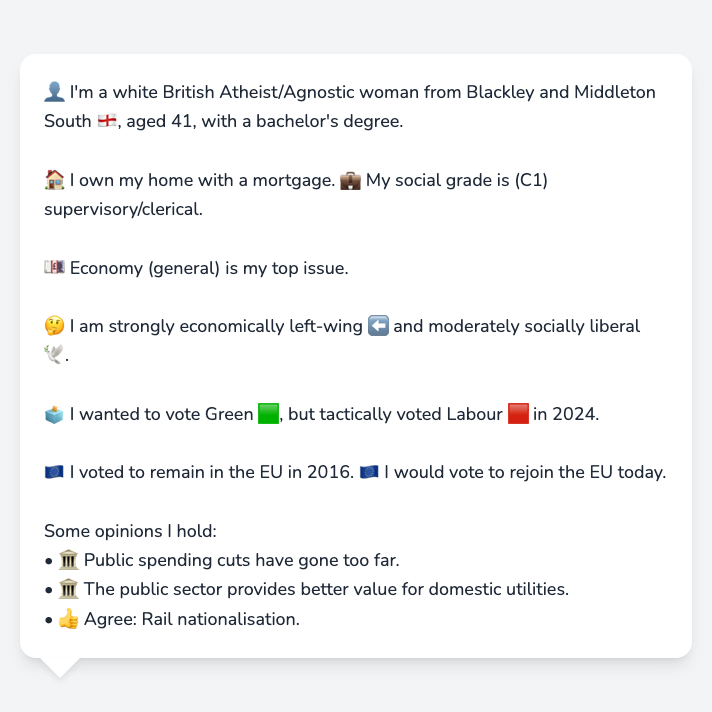 👤 I'm a white British Atheist/Agnostic woman from Blackley and Middleton
South 🏴󠁧󠁢󠁥󠁮󠁧󠁿, aged 41, with a bachelor's degree.
🏠 I own my home with a mortgage. 💼 My social grade is (C1)
supervisory/clerical.
💷 Economy (general) is my top issue.
🤔 I am strongly economically left-wing ⬅️ and moderately socially liberal
🕊️.
🗳️ I wanted to vote Green 🟩, but tactically voted Labour 🟥 in 2024.
🇪🇺 I voted to remain in the EU in 2016. 🇪🇺 I would vote to rejoin the EU today.
Some opinions I hold:
• 🏛️ Public spending cuts have gone too far.
• 🏛️ The public sector provides better value for domestic utilities.
• 👍 Agree: Rail nationalisation.